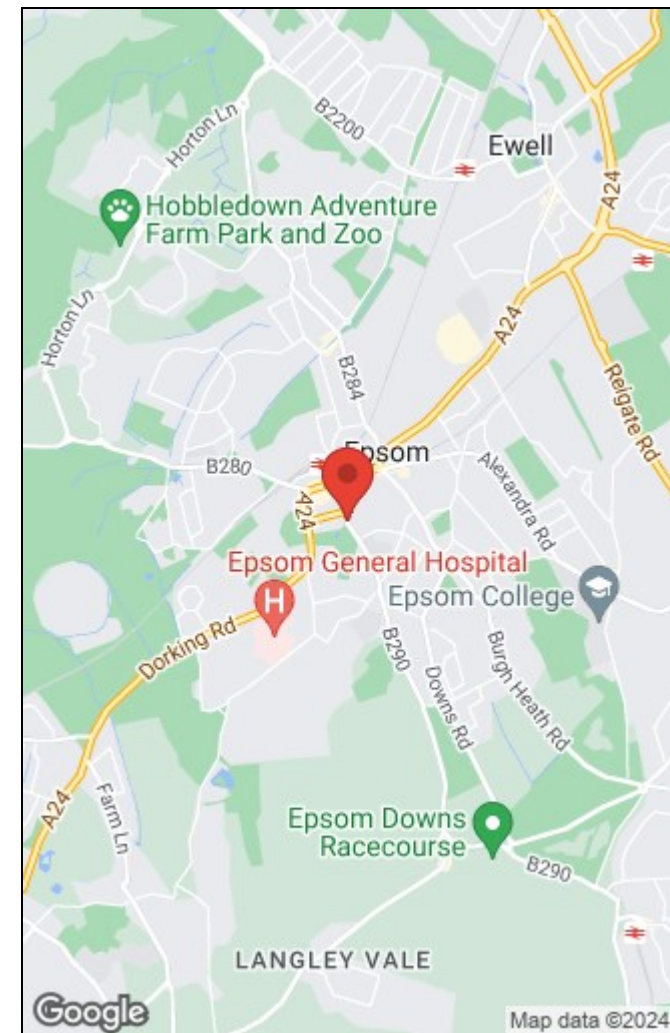 Horton Ln
B2200
Ewell
A24
Hobbledown Adventure
Farm Park and Zoo
Horton Ln
A24
B284
Reigate Rd
Epsom
B280
Alexandra Rd
A24
Epsom General Hospital
H
Epsom College
Dorking Rd
B290
Downs Rd
Burgh Heath Rd
A24
Farm Ln
Epsom Downs
Racecourse
B290
LANGLEY VALE
Google
Map data ©2024